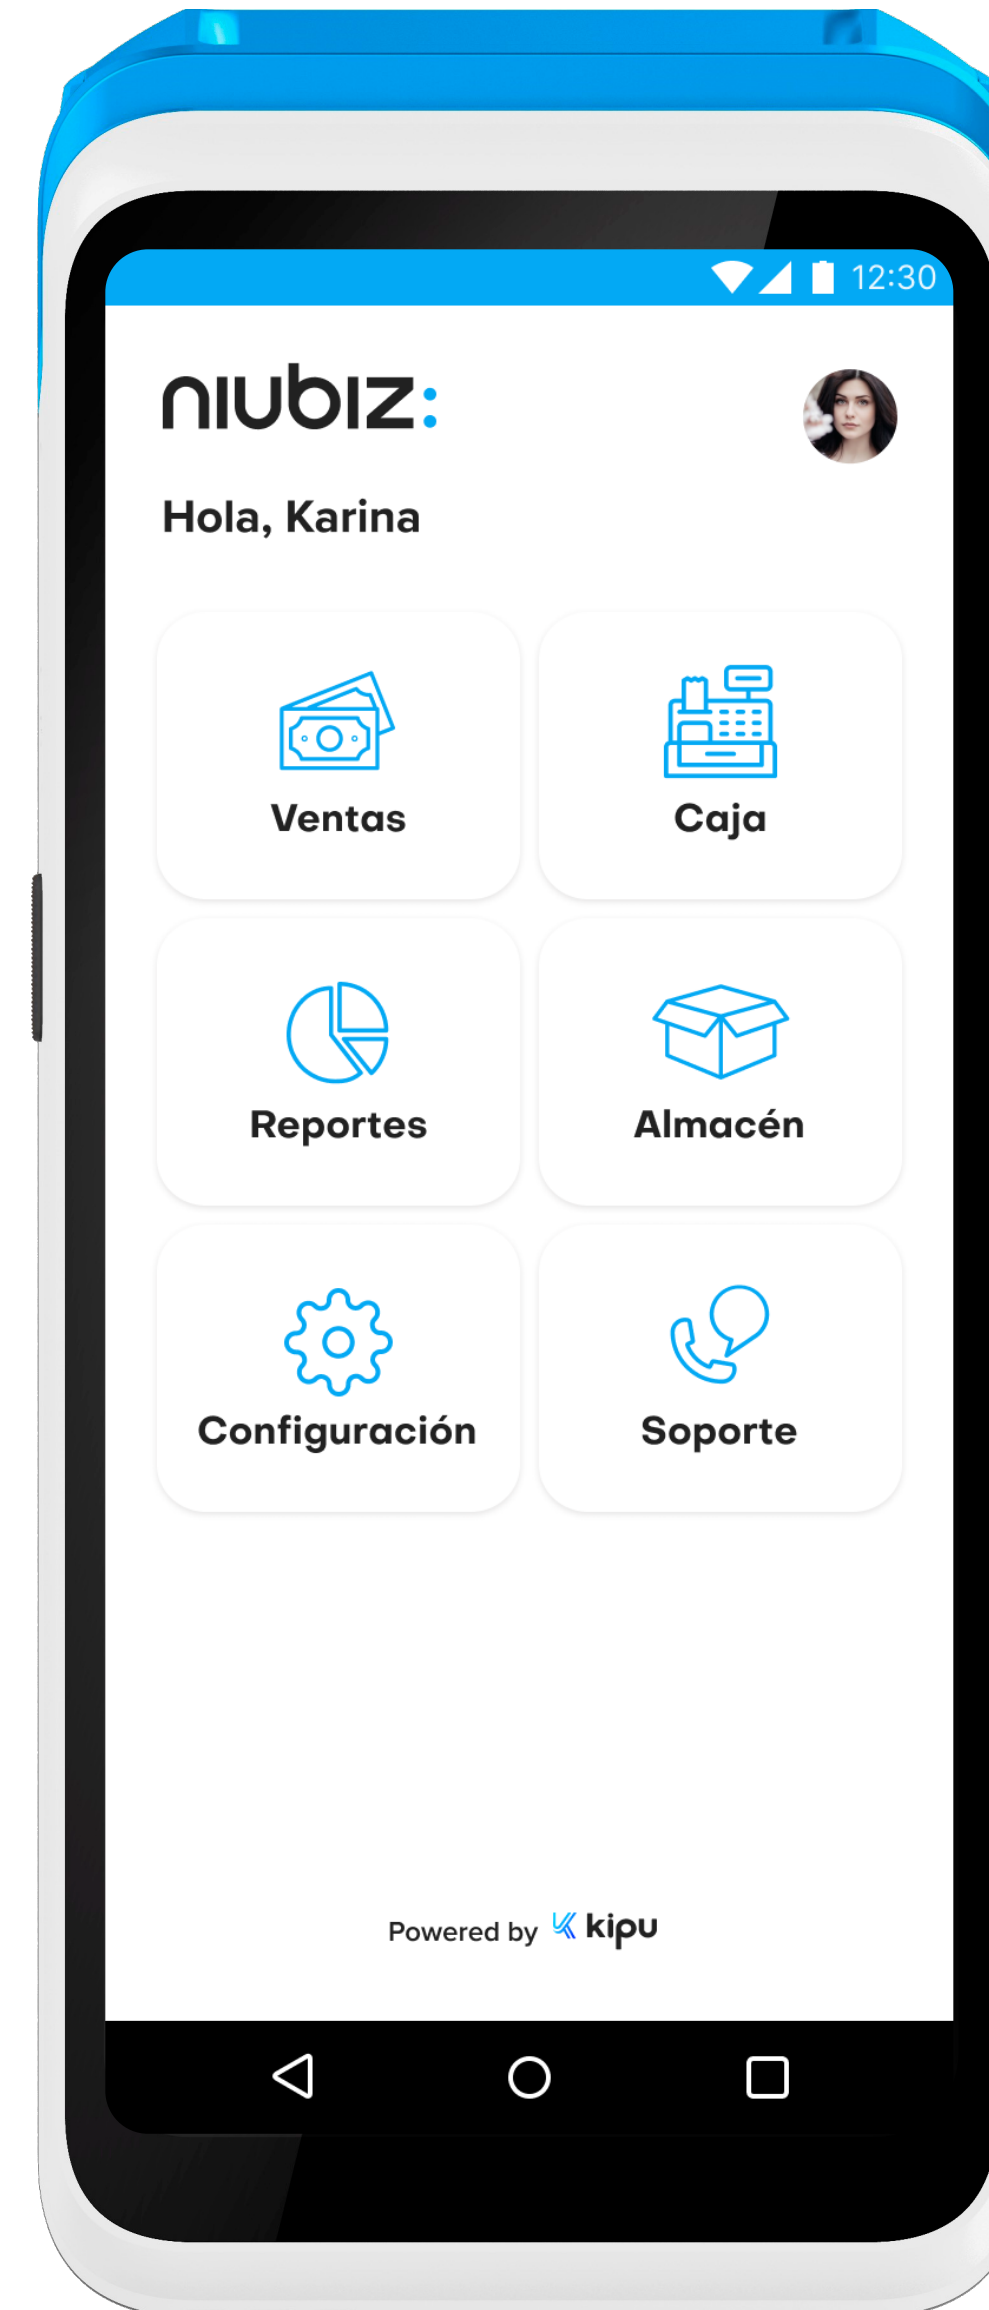 12:30
niubiz:
Hola, Karina
Ventas
Caja
Reportes
Almacén
Configuración
Soporte
Powered by kipu